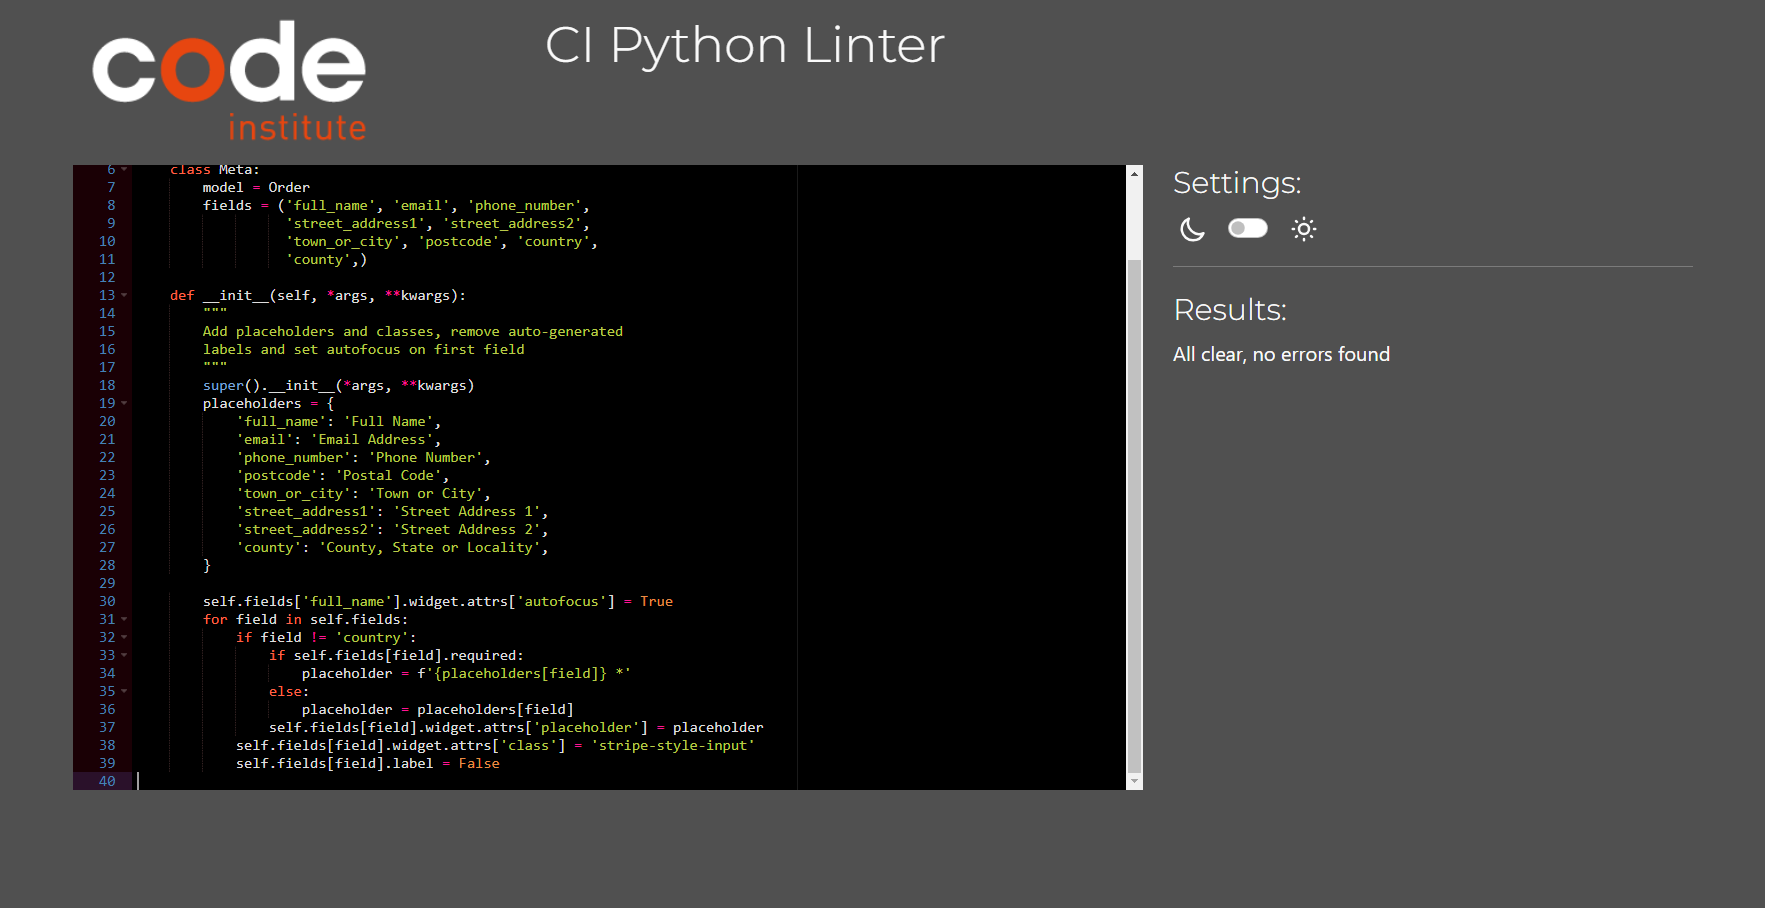 code
institute
CI Python Linter
6 class Meta:
7 model = Order
8 fields = ('full_name', 'email', 'phone_number',
9 'street_address1', 'street_address2',
10 'town_or_city', 'postcode', 'country',
11 'county',)
12
13 def __init__(self, *args, **kwargs):
14 """
15 Add placeholders and classes, remove auto-generated
16 labels and set autofocus on first field
17 """
18 super().__init__(*args, **kwargs)
19 placeholders = {
20 'full_name': 'Full Name',
21 'email': 'Email Address',
22 'phone_number': 'Phone Number',
23 'postcode': 'Postal Code',
24 'town_or_city': 'Town or City',
25 'street_address1': 'Street Address 1',
26 'street_address2': 'Street Address 2',
27 'county': 'County, State or Locality',
28 }
29
30 self.fields['full_name'].widget.attrs['autofocus'] = True
31 for field in self.fields:
32 if field != 'country':
33 if self.fields[field].required:
34 placeholder = f'{placeholders[field]} *'
35 else:
36 placeholder = placeholders[field]
37 self.fields[field].widget.attrs['placeholder'] = placeholder
38 self.fields[field].widget.attrs['class'] = 'stripe-style-input'
39 self.fields[field].label = False
40
Settings:
Results:
All clear, no errors found